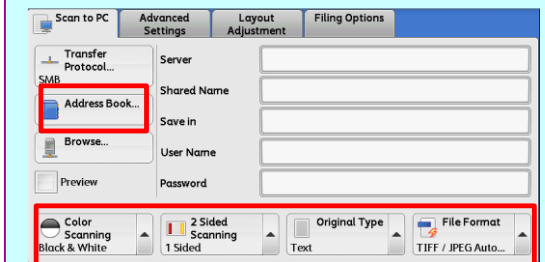 Scan to PC
Advanced
Settings
Layout
Adjustment
Filing Options
Transfer
Protocol...
SMB
Server
Address Book...
Shared Name
Save in
Browse...
User Name
Preview
Password
Color
Scanning
Black & White
2 Sided
Scanning
1 Sided
Original Type
Text
File Format
TIFF / JPEG Auto...